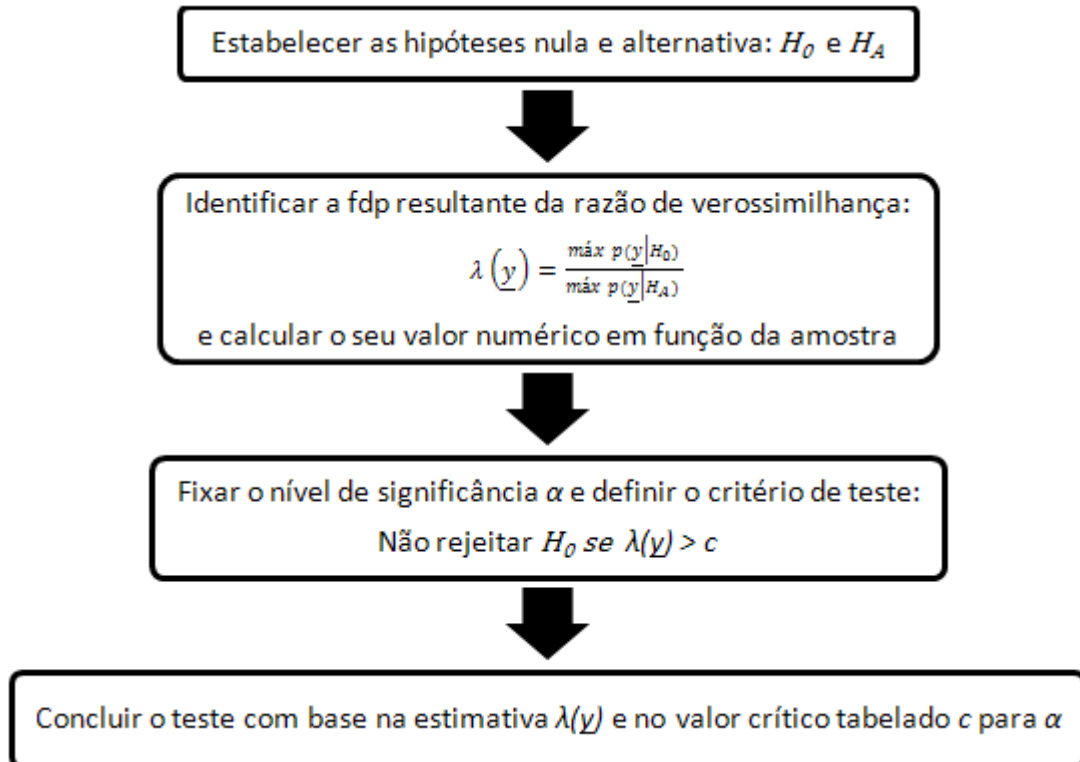 Estabelecer as hipóteses nula e alternativa: H₀ e H_A
Identificar a fdp resultante da razão de verossimilhança:
λ (y) = máx p(y|H₀) / máx p(y|H_A)
e calcular o seu valor numérico em função da amostra
Fixar o nível de significância α e definir o critério de teste:
Não rejeitar H₀ se λ(y) > c
Concluir o teste com base na estimativa λ(y) e no valor crítico tabelado c para α